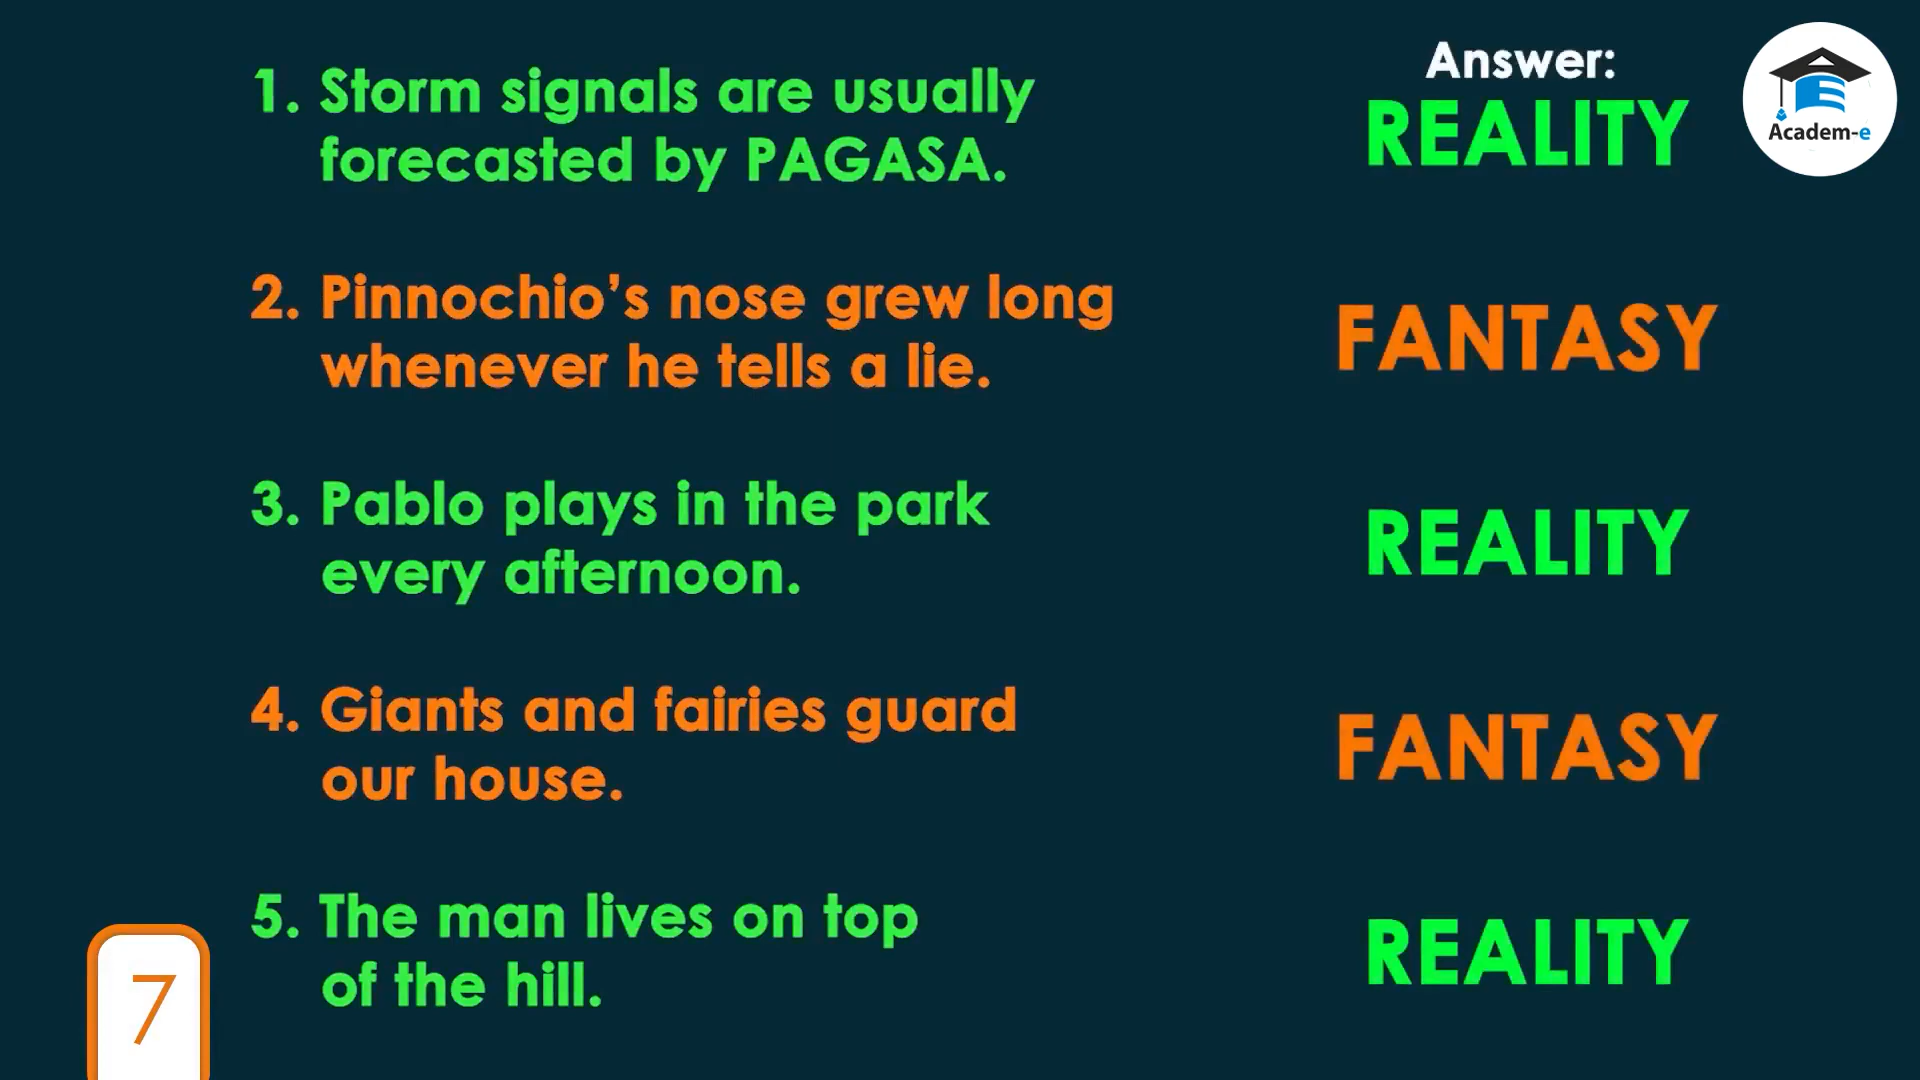 Answer:
1. Storm signals are usually
forecasted by PAGASA.
REALITY
Academ-e
2. Pinnochio's nose grew long
whenever he tells a lie.
FANTASY
3. Pablo plays in the park
every afternoon.
REALITY
4. Giants and fairies guard
our house.
FANTASY
5. The man lives on top
of the hill.
REALITY
7